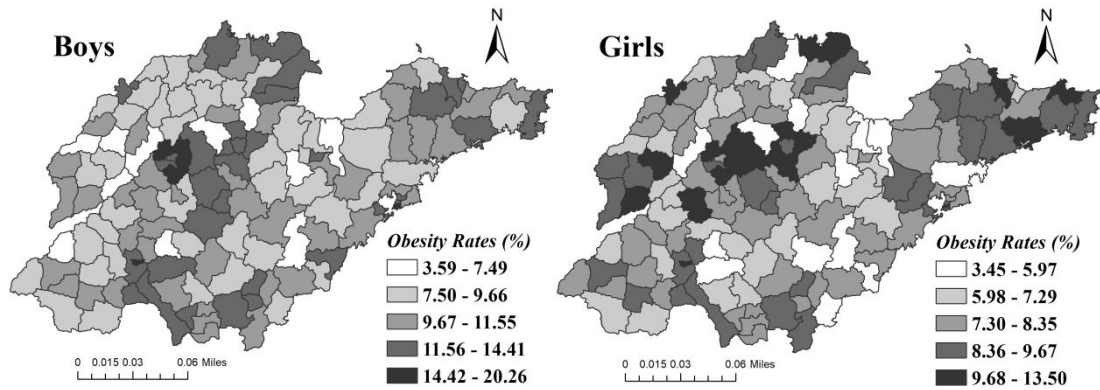 Boys
N
Obesity Rates (%)
3.59 - 7.49
7.50 - 9.66
9.67 - 11.55
11.56 - 14.41
14.42 - 20.26
0 0.015 0.03 0.06 Miles
Girls
N
Obesity Rates (%)
3.45 - 5.97
5.98 - 7.29
7.30 - 8.35
8.36 - 9.67
9.68 - 13.50
0 0.015 0.03 0.06 Miles